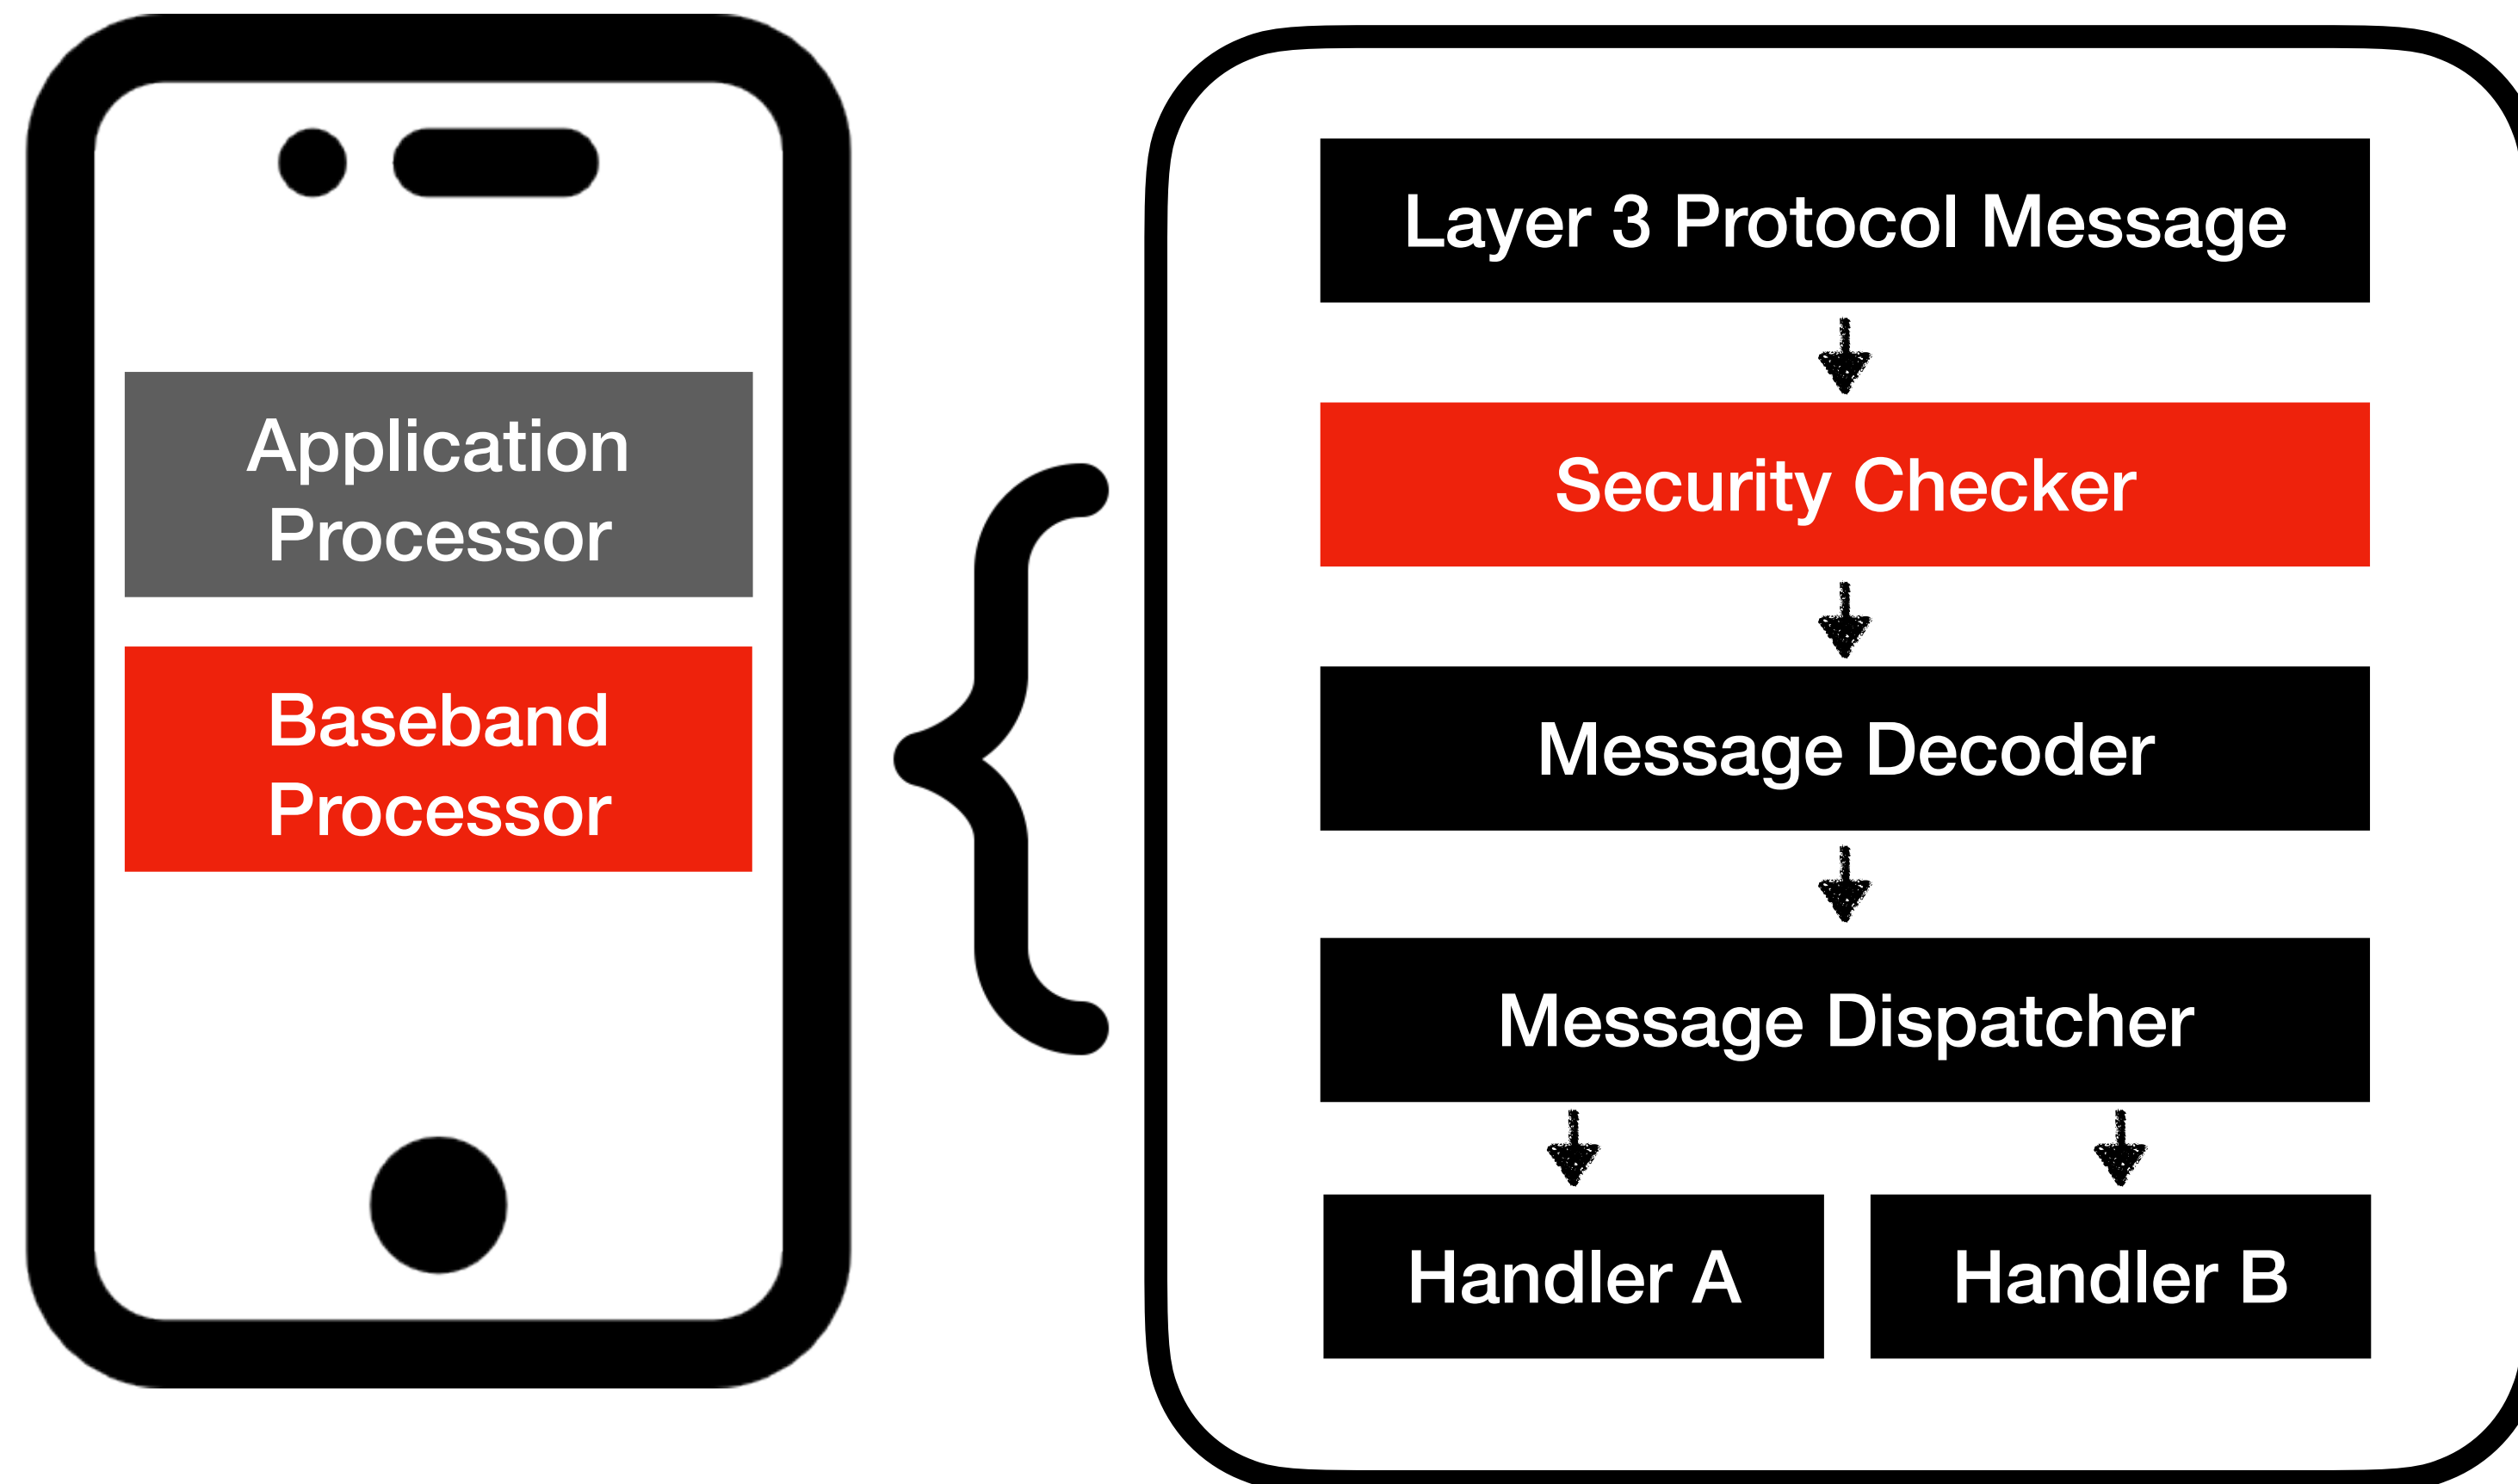 Application
Processor
Baseband
Processor
Layer 3 Protocol Message
Security Checker
Message Decoder
Message Dispatcher
Handler A
Handler B